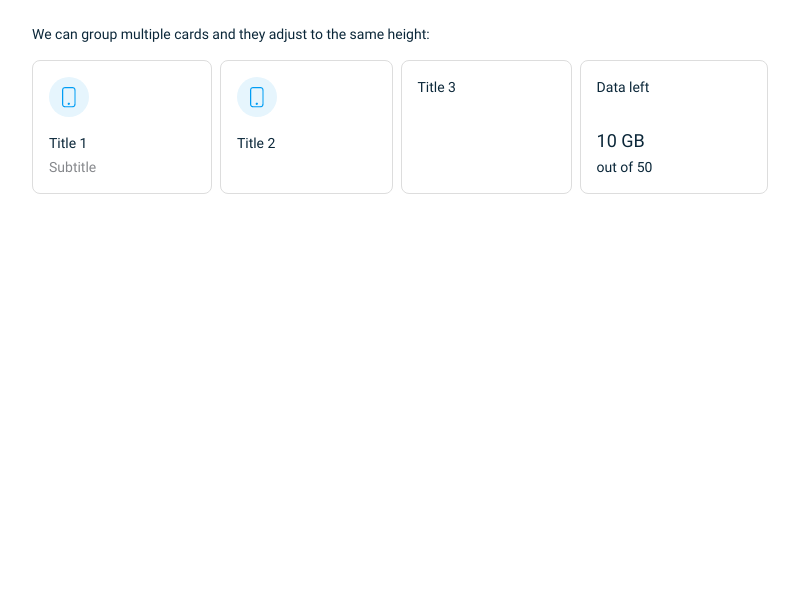 We can group multiple cards and they adjust to the same height:
Title 1
Subtitle
Title 2
Title 3
Data left
10 GB
out of 50